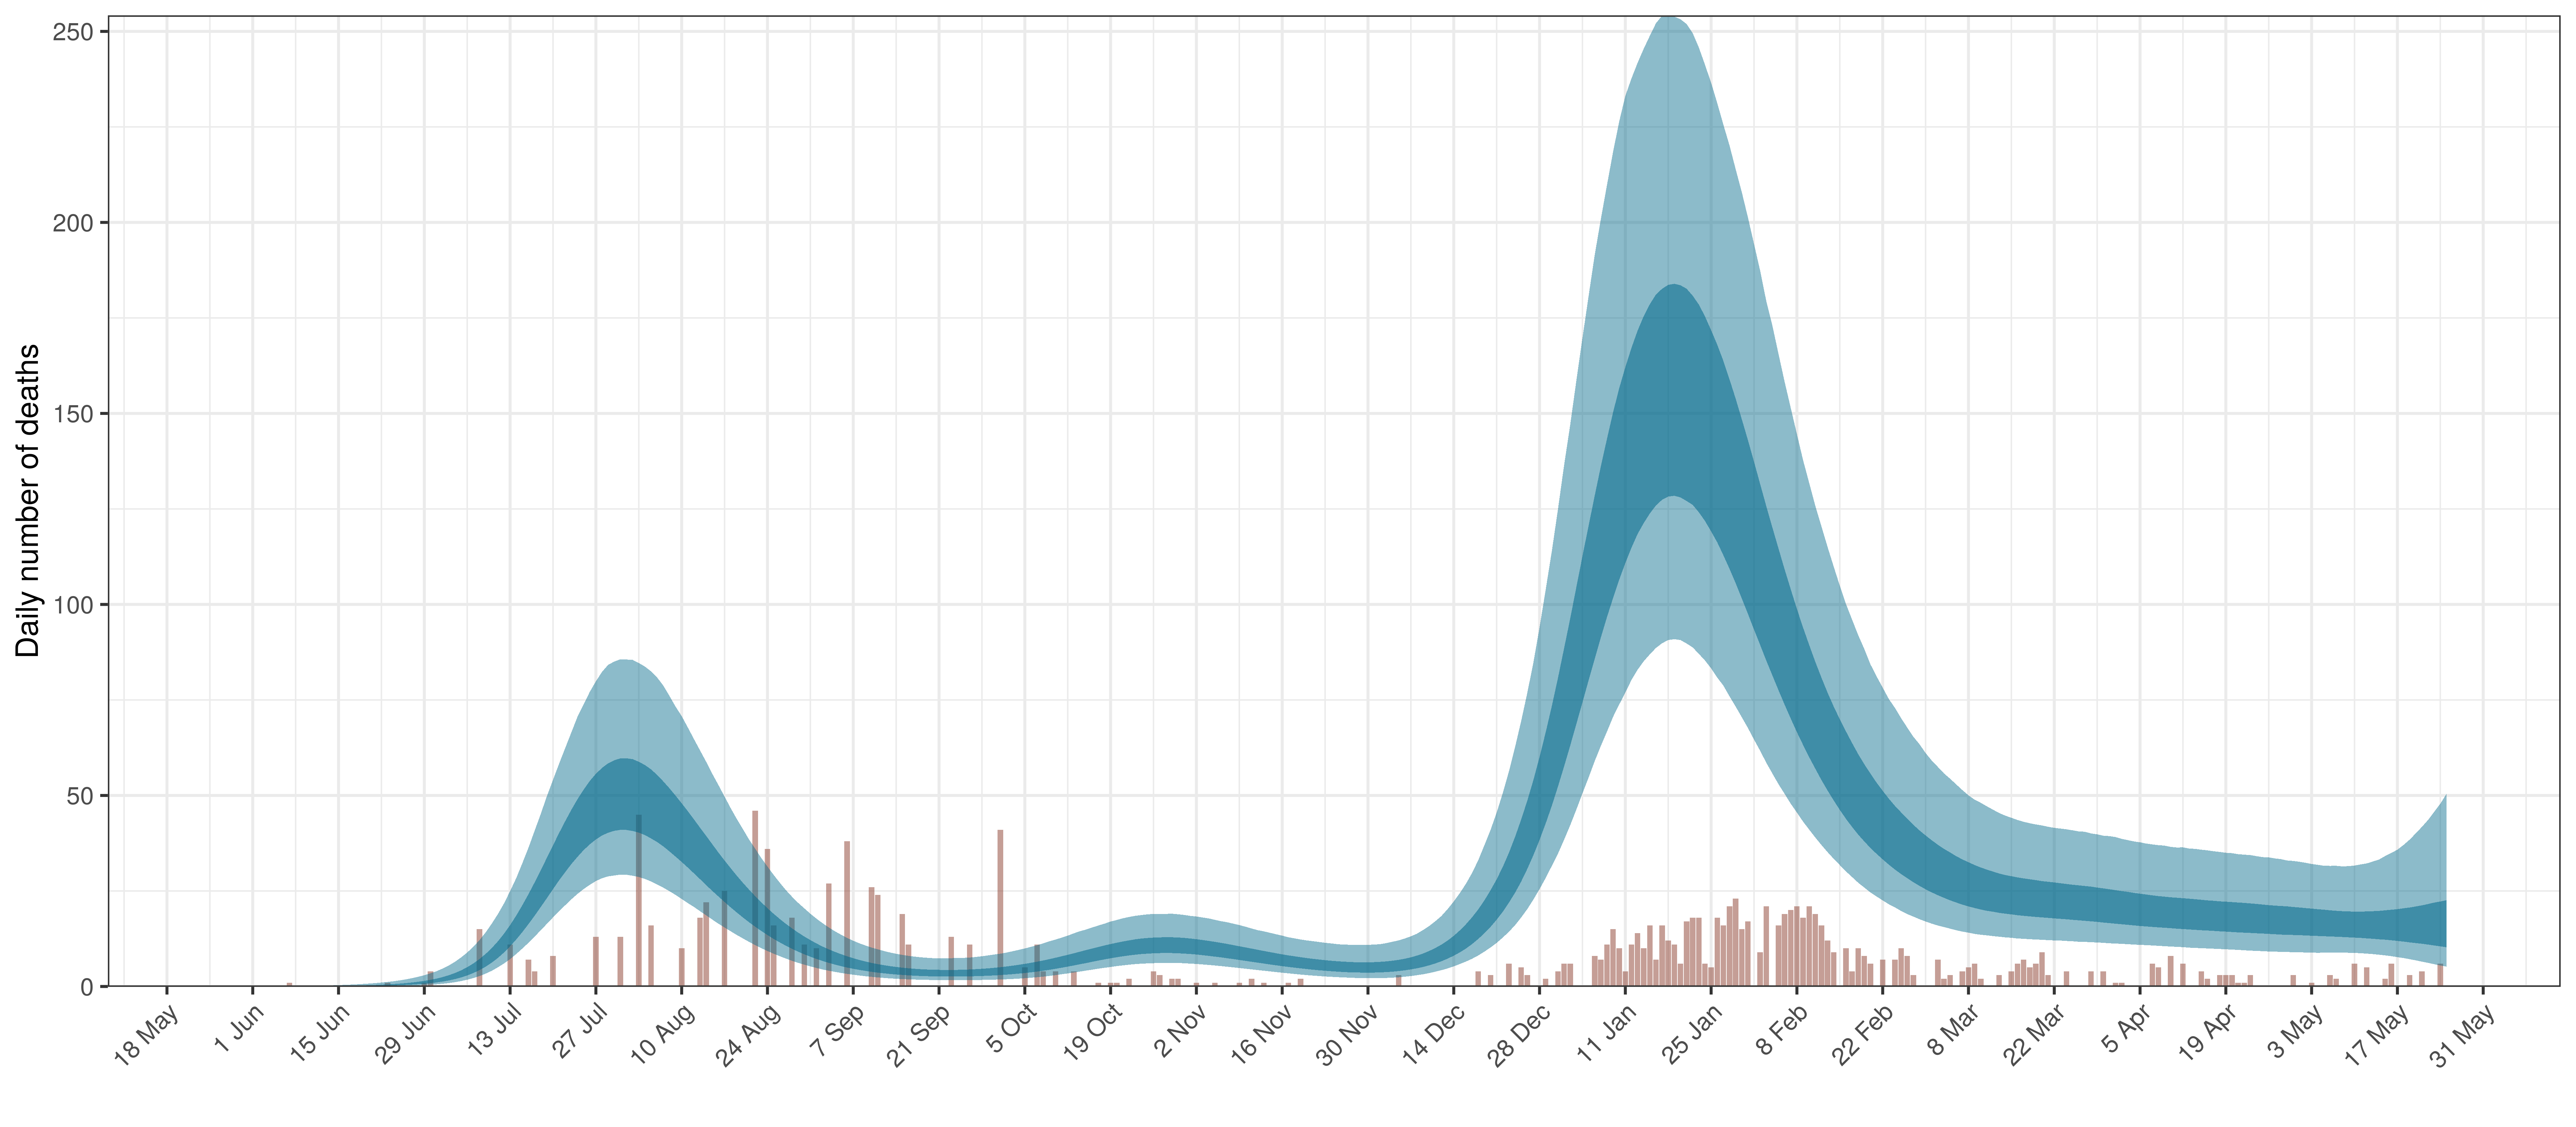 Daily number of deaths
250
200
150
100
50
0
18 May
1 Jun
15 Jun
29 Jun
13 Jul
27 Jul
10 Aug
24 Aug
7 Sep
21 Sep
5 Oct
19 Oct
2 Nov
16 Nov
30 Nov
14 Dec
28 Dec
11 Jan
25 Jan
8 Feb
22 Feb
8 Mar
22 Mar
5 Apr
19 Apr
3 May
17 May
31 May